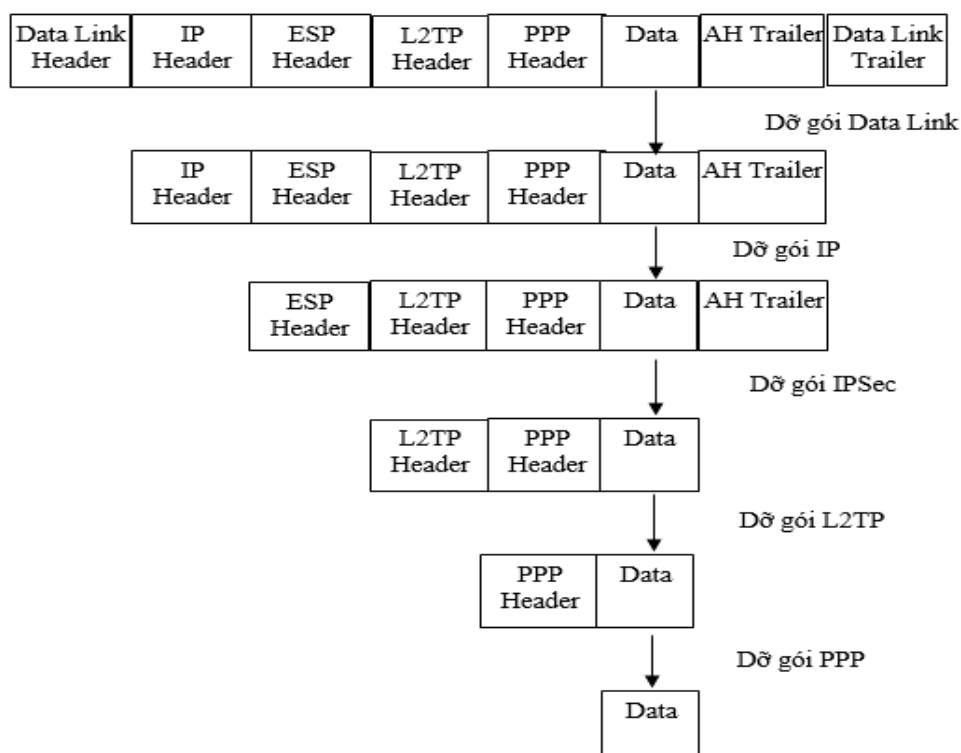 Data Link Header IP Header ESP Header L2TP Header PPP Header Data AH Trailer Data Link Trailer
Dỡ gói Data Link
IP Header ESP Header L2TP Header PPP Header Data AH Trailer
Dỡ gói IP
ESP Header L2TP Header PPP Header Data AH Trailer
Dỡ gói IPSec
L2TP Header PPP Header Data
Dỡ gói L2TP
PPP Header Data
Dỡ gói PPP
Data